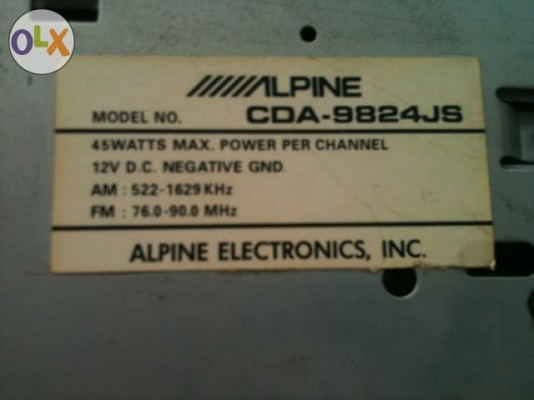 OLX
ALPINE
MODEL NO. CDA-9824JS
45WATTS MAX. POWER PER CHANNEL
12V D.C. NEGATIVE GND.
AM : 522-1629 KHz
FM : 76.0-90.0 MHz
ALPINE ELECTRONICS, INC.